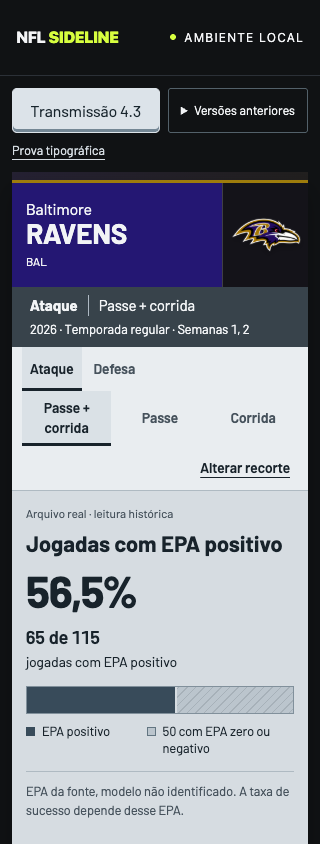 NFL SIDELINE
AMBIENTE LOCAL
Transmissão 4.3
Versões anteriores
Prova tipográfica
Baltimore
RAVENS
BAL
Ataque
Passe + corrida
2026 · Temporada regular · Semanas 1, 2
Ataque
Defesa
Passe +
corrida
Passe
Corrida
Alterar recorte
Arquivo real · leitura histórica
Jogadas com EPA positivo
56,5%
65 de 115
jogadas com EPA positivo
EPA positivo
50 com EPA zero ou
negativo
EPA da fonte, modelo não identificado. A taxa de
sucesso depende desse EPA.